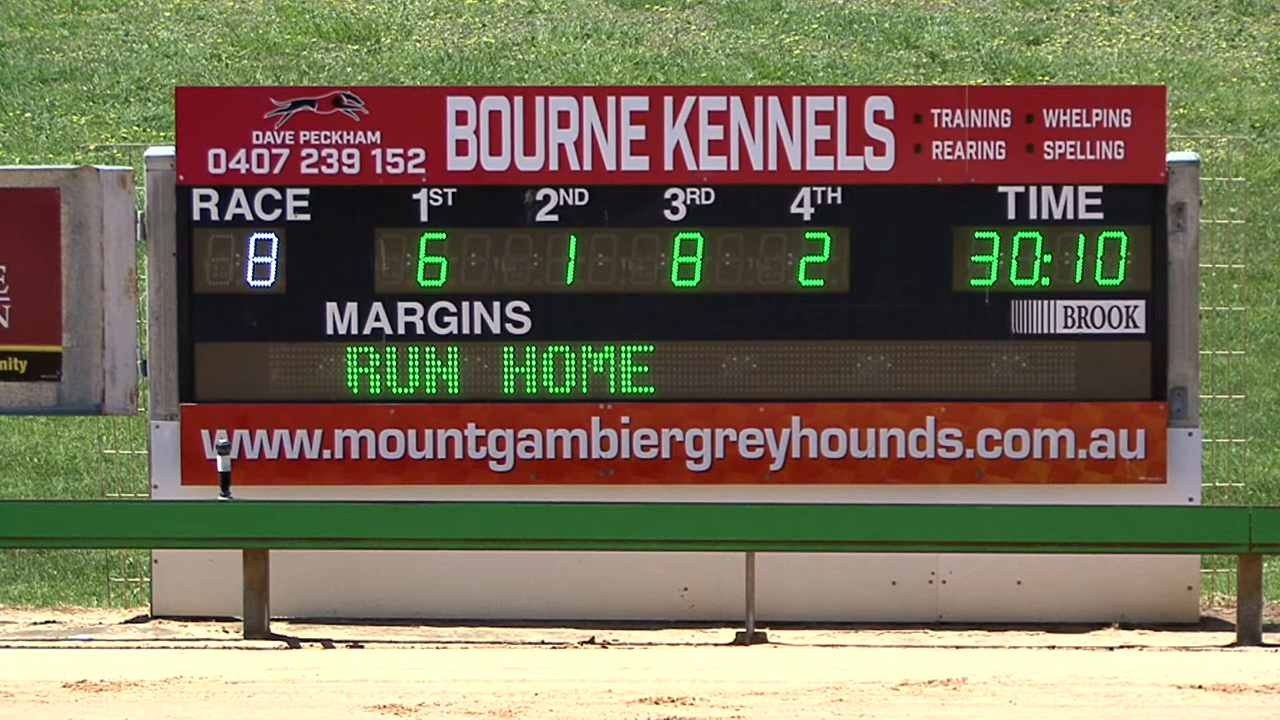 BOURNE KENNELS
DAVE PECKHAM
0407 239 152
TRAINING WHELPING
REARING SPELLING
RACE 1ST 2ND 3RD 4TH TIME
8 6 1 8 2 30:10
MARGINS
BROOK
RUN HOME
nity
www.mountgambiergreyhounds.com.au